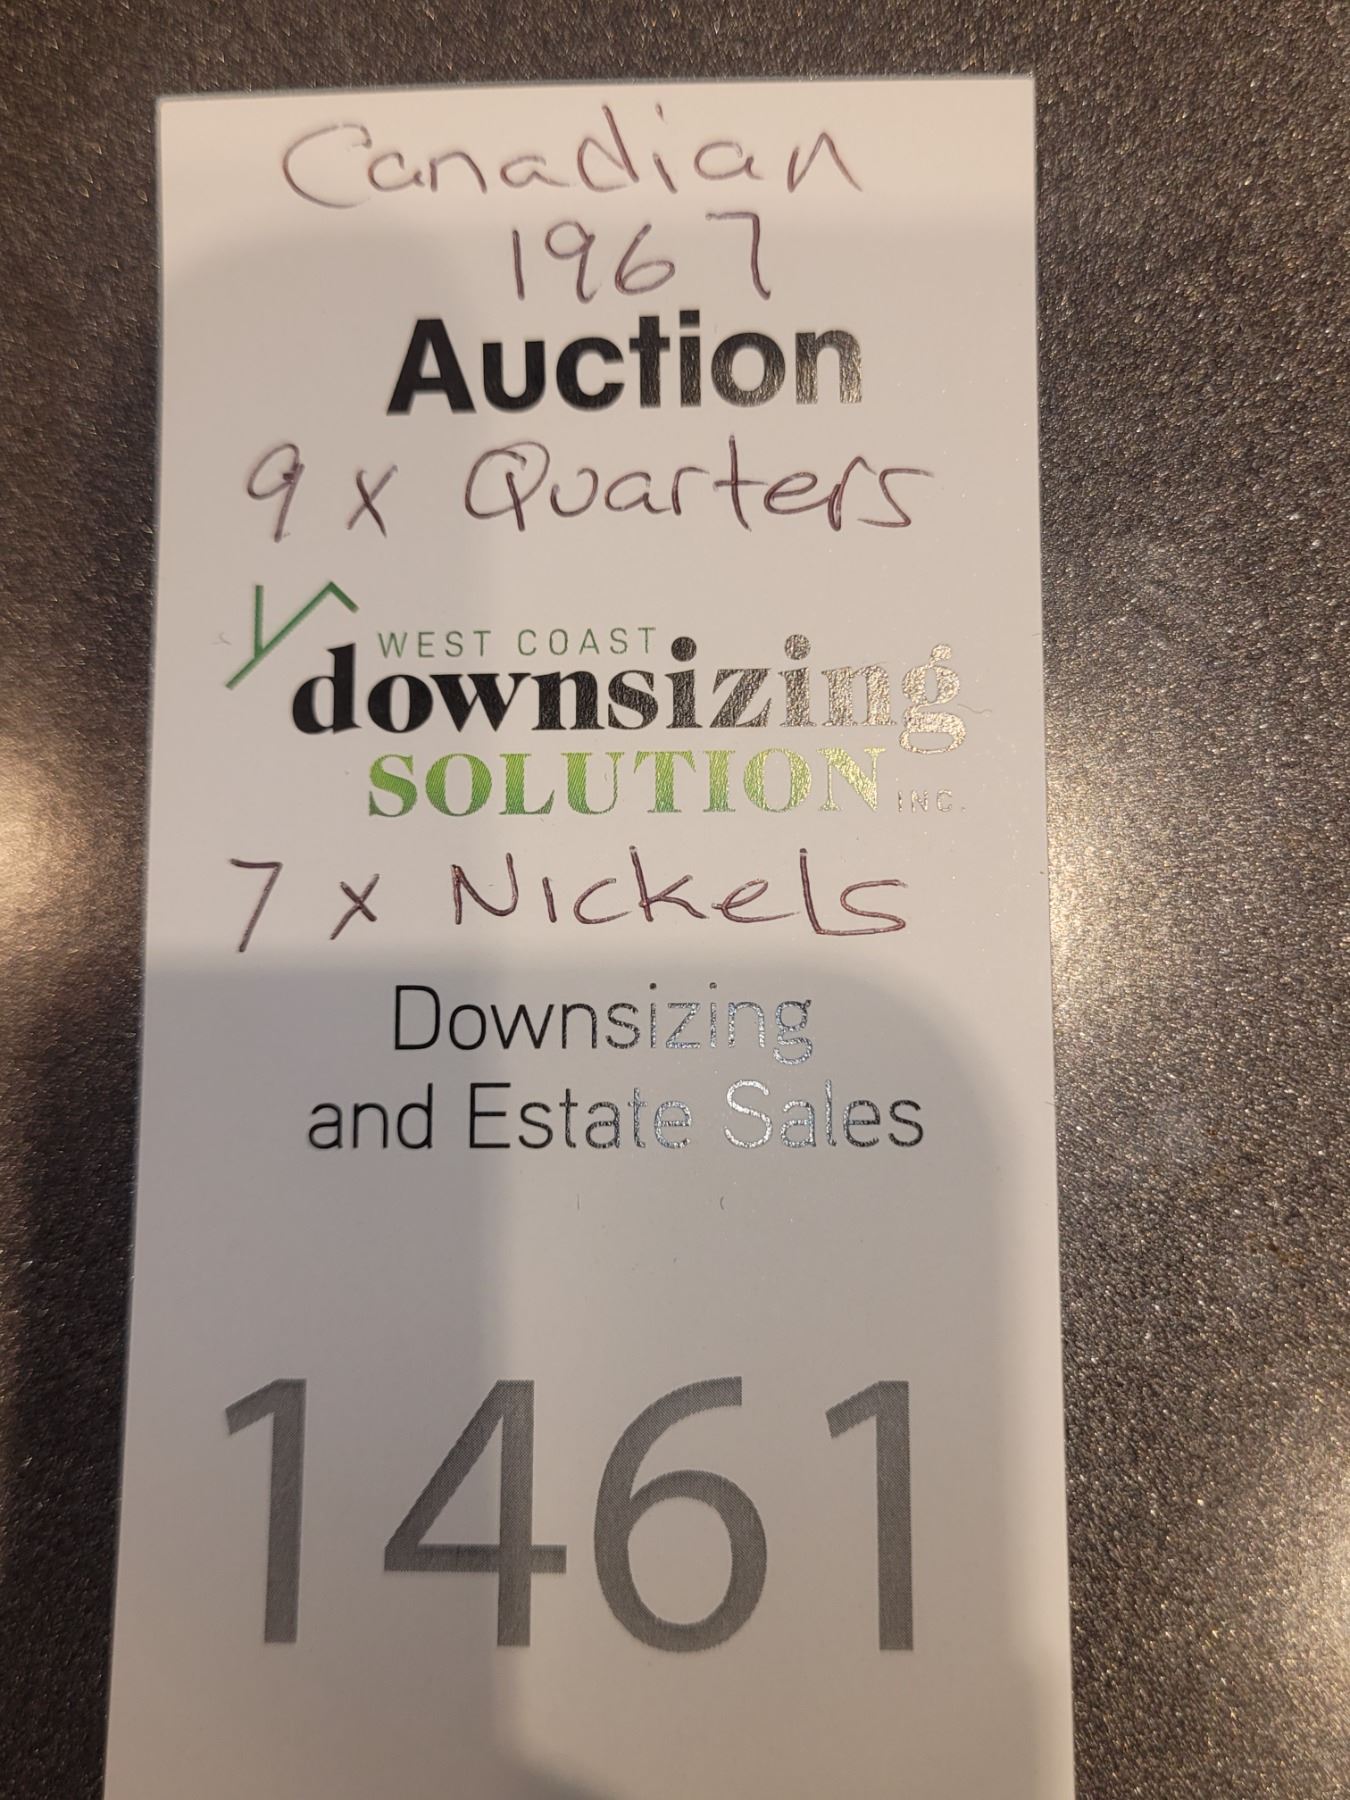 Canadian
1967
Auction
9 x Quarters
WEST COAST
downsizing
SOLUTION INC.
7 x Nickels
Downsizing
and Estate Sales
1461